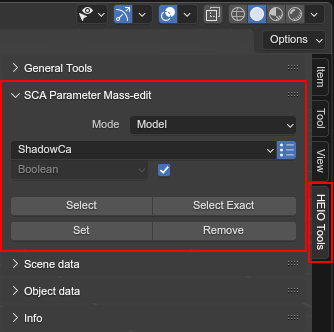 Options
General Tools
SCA Parameter Mass-edit
Mode Model
ShadowCa
Boolean
Select Select Exact
Set Remove
Scene data
Object data
Info
Item
Tool
View
HEIO Tools